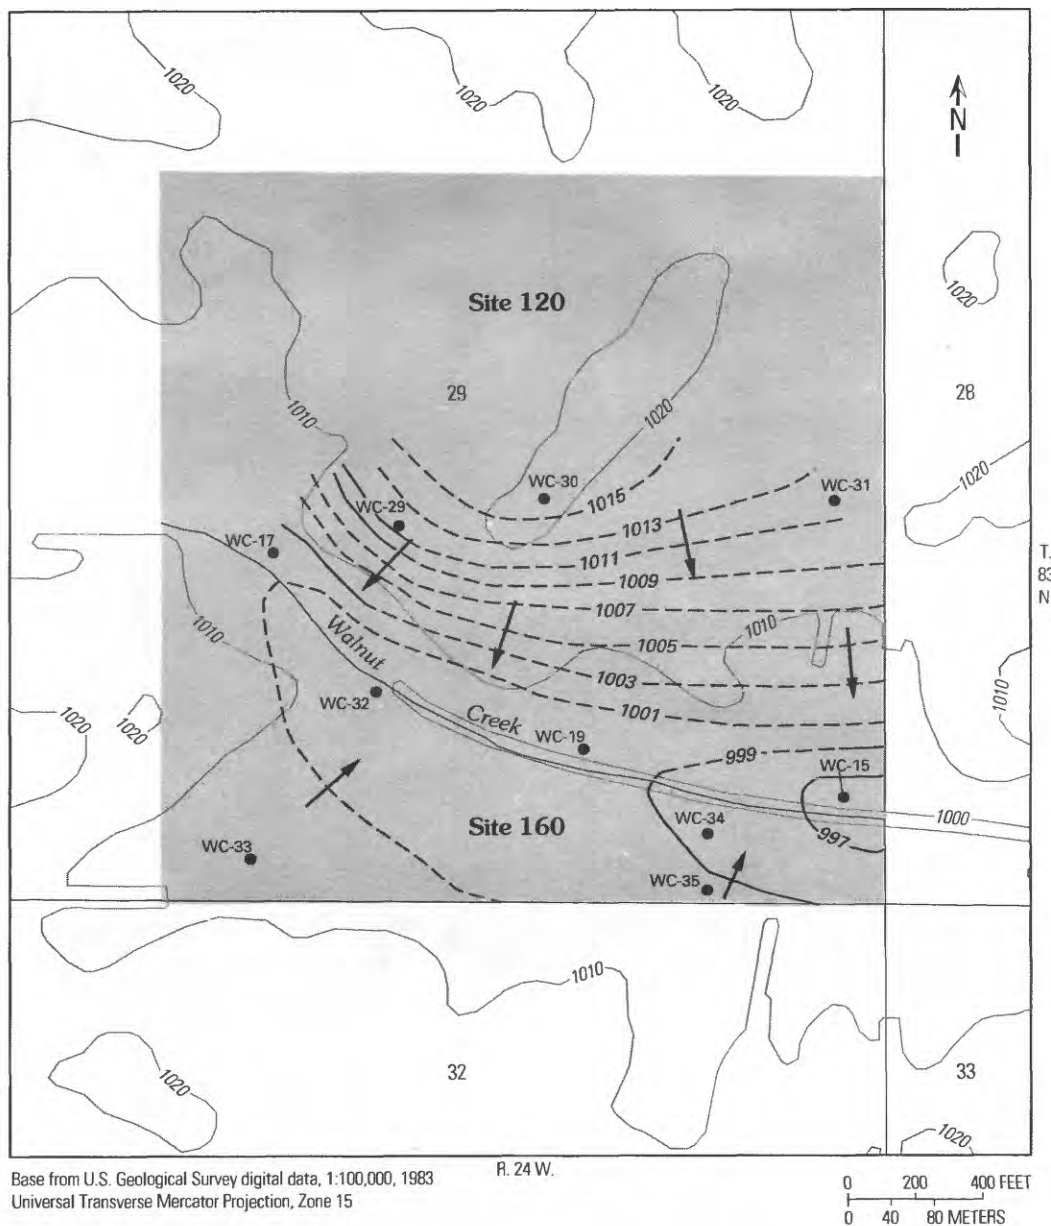 1020
1020
1020
N
Site 120
1020
29
28
1010
1020
1020
WC-30
WC-31
1015
WC-29
1013
WC-17
1011
T.
83
N
1009
1007
1010
Walnut
1005
1010
1010
1003
WC-32
1001
1020
1020
Creek
WC-19
999
WC-15
Site 160
WC-34
1000
997
WC-33
WC-35
1010
32
33
1020
1020
R. 24 W.
Base from U.S. Geological Survey digital data, 1:100,000, 1983
Universal Transverse Mercator Projection, Zone 15
0 200 400 FEET
0 40 80 METERS